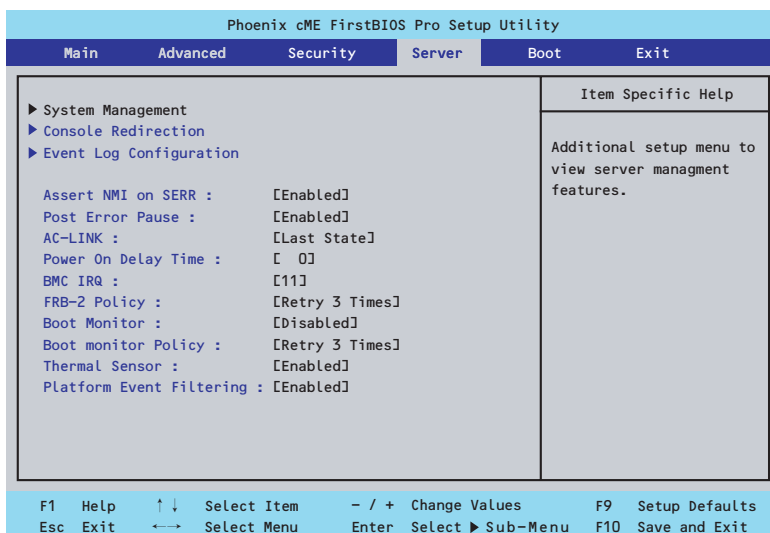 Phoenix cME FirstBIOS Pro Setup Utility
Main Advanced Security Server Boot Exit
▶ System Management
▶ Console Redirection
▶ Event Log Configuration
Assert NMI on SERR : [Enabled]
Post Error Pause : [Enabled]
AC-LINK : [Last State]
Power On Delay Time : [ 0]
BMC IRQ : [11]
FRB-2 Policy : [Retry 3 Times]
Boot Monitor : [Disabled]
Boot monitor Policy : [Retry 3 Times]
Thermal Sensor : [Enabled]
Platform Event Filtering : [Enabled]
Item Specific Help
Additional setup menu to
view server managment
features.
F1 Help ↑↓ Select Item - / + Change Values F9 Setup Defaults
Esc Exit ←→ Select Menu Enter Select ▶ Sub-Menu F10 Save and Exit